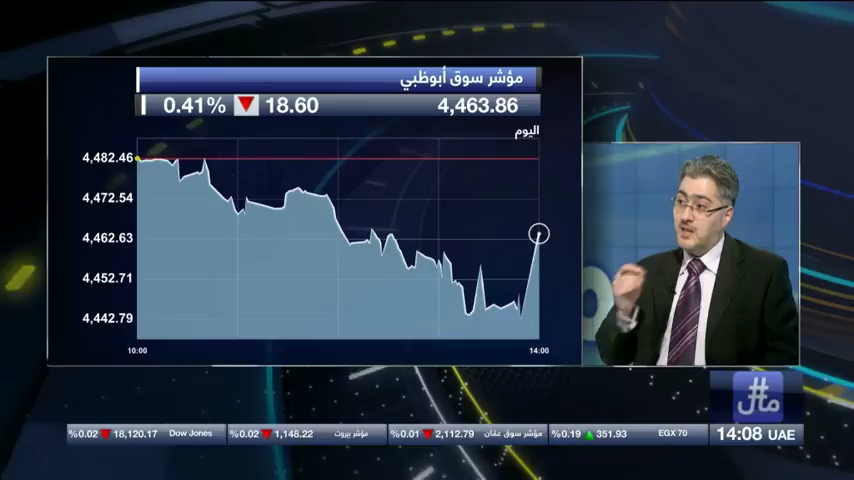 مؤشر سوق أبوظبي
0.41% 18.60 4,463.86
اليوم
4,482.46
4,472.54
4,462.63
4,452.71
4,442.79
10:00 14:00
#مال
%0.02 18,120.17 Dow Jones
%0.02 1,148.22 مؤشر بيروت
%0.01 2,112.79 مؤشر سوق عمّان
%0.19 351.93 EGX 70
14:08 UAE